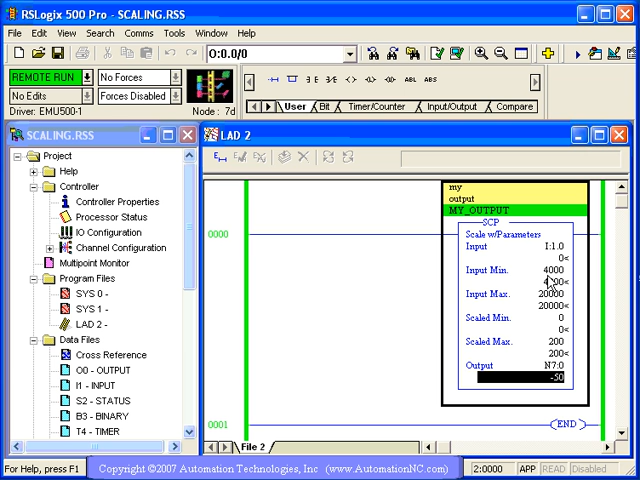 RSLogix 500 Pro - SCALING.RSS
File Edit View Search Comms Tools Window Help
O:0.0/0
REMOTE RUN No Forces
No Edits Forces Disabled
Driver: EMU500-1 Node : 7d
ABL ABS
User Bit Timer/Counter Input/Output Compare
SCALING.RSS
Project
Help
Controller
Controller Properties
Processor Status
IO Configuration
Channel Configuration
Multipoint Monitor
Program Files
SYS 0 -
SYS 1 -
LAD 2 -
Data Files
Cross Reference
O0 - OUTPUT
I1 - INPUT
S2 - STATUS
B3 - BINARY
T4 - TIMER
LAD 2
my
output
MY_OUTPUT
0000
SCP
Scale w/Parameters
Input I:1.0
0<
Input Min. 4000
Input Max. 20000
20000<
Scaled Min. 0
0<
Scaled Max. 200
200<
Output N7:0
-50
0001
END
File 2
For Help, press F1
Copyright ©2007 Automation Technologies, Inc (www.AutomationNC.com)
2:0000 APP READ Disabled